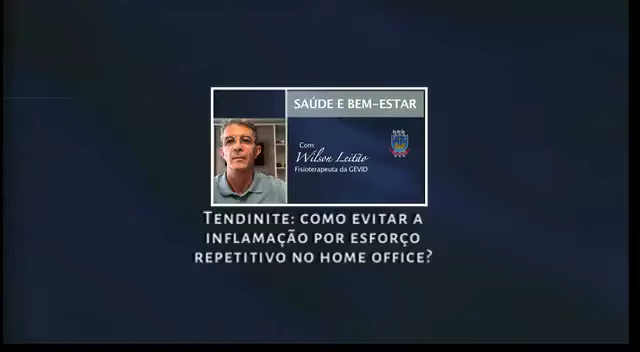 SAÚDE E BEM-ESTAR
Com:
Wilson Leitão
Fisioterapeuta da GEVID
TENDINITE: COMO EVITAR A
INFLAMAÇÃO POR ESFORÇO
REPETITIVO NO HOME OFFICE?